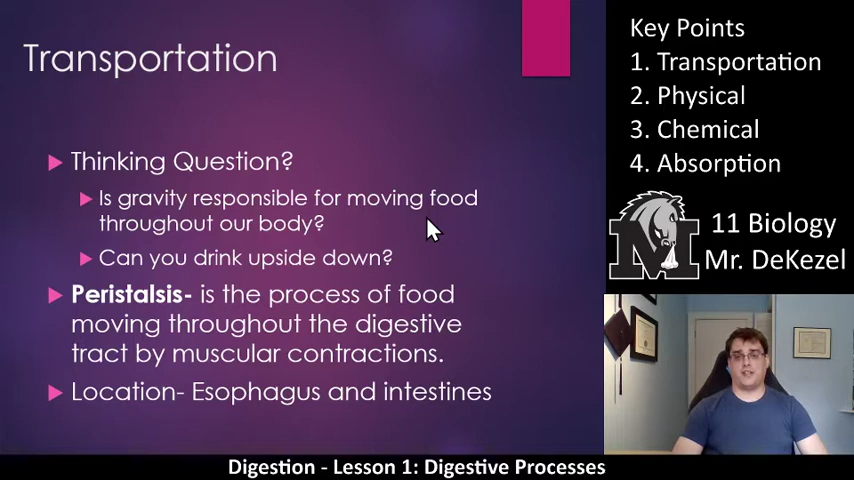 Transportation
Thinking Question?
Is gravity responsible for moving food
throughout our body?
Can you drink upside down?
Peristalsis- is the process of food
moving throughout the digestive
tract by muscular contractions.
Location- Esophagus and intestines
Key Points
1. Transportation
2. Physical
3. Chemical
4. Absorption
M
11 Biology
Mr. DeKezel
Digestion - Lesson 1: Digestive Processes